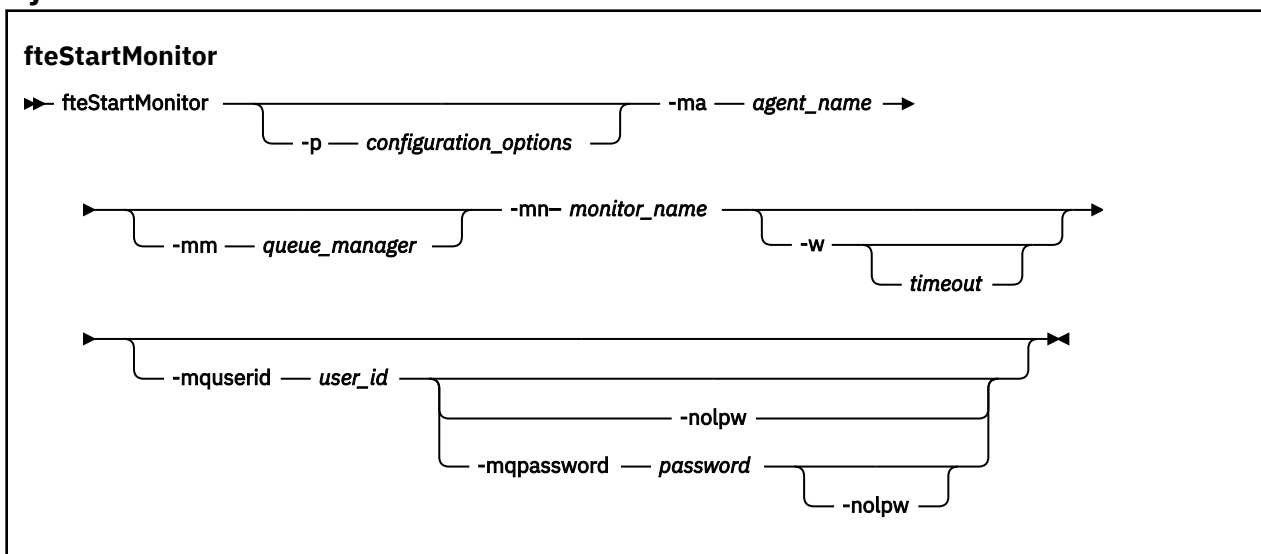 fteStartMonitor
fteStartMonitor -ma agent_name
-p configuration_options
-mn monitor_name
-mm queue_manager -w
timeout
-mquserid user_id
-nolpw
-mqpassword password
-nolpw